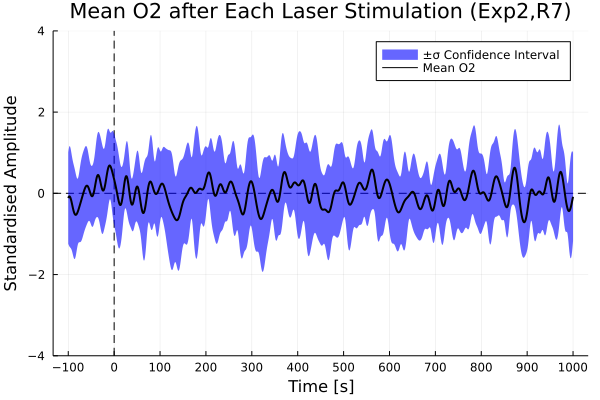 Mean O2 after Each Laser Stimulation (Exp2,R7)
4
±σ Confidence Interval
Mean O2
2
Standardised Amplitude
0
−2
−4
−100 0 100 200 300 400 500 600 700 800 900 1000
Time [s]